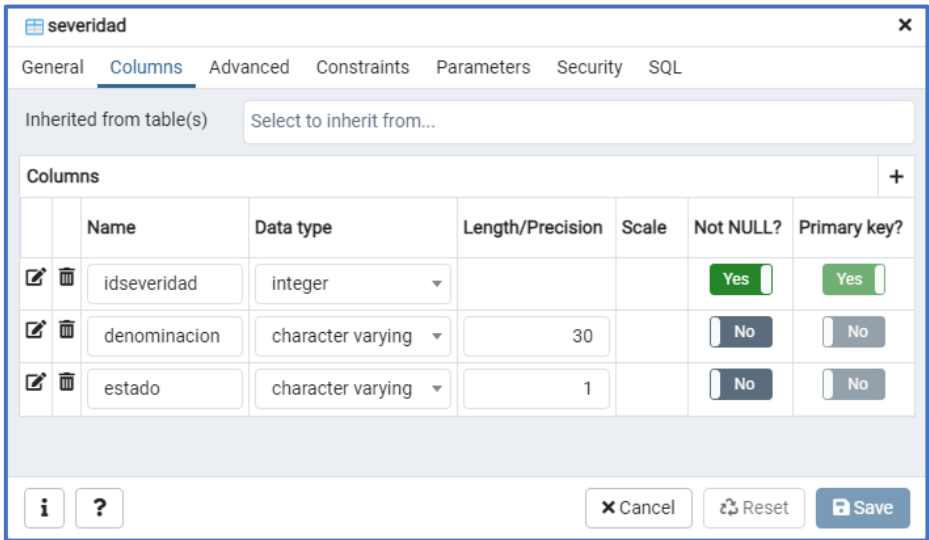 severidad
General Columns Advanced Constraints Parameters Security SQL
Inherited from table(s) Select to inherit from...
Columns +
Name Data type Length/Precision Scale Not NULL? Primary key?
idseveridad integer Yes Yes
denominacion character varying 30 No No
estado character varying 1 No No
i ? Cancel Reset Save